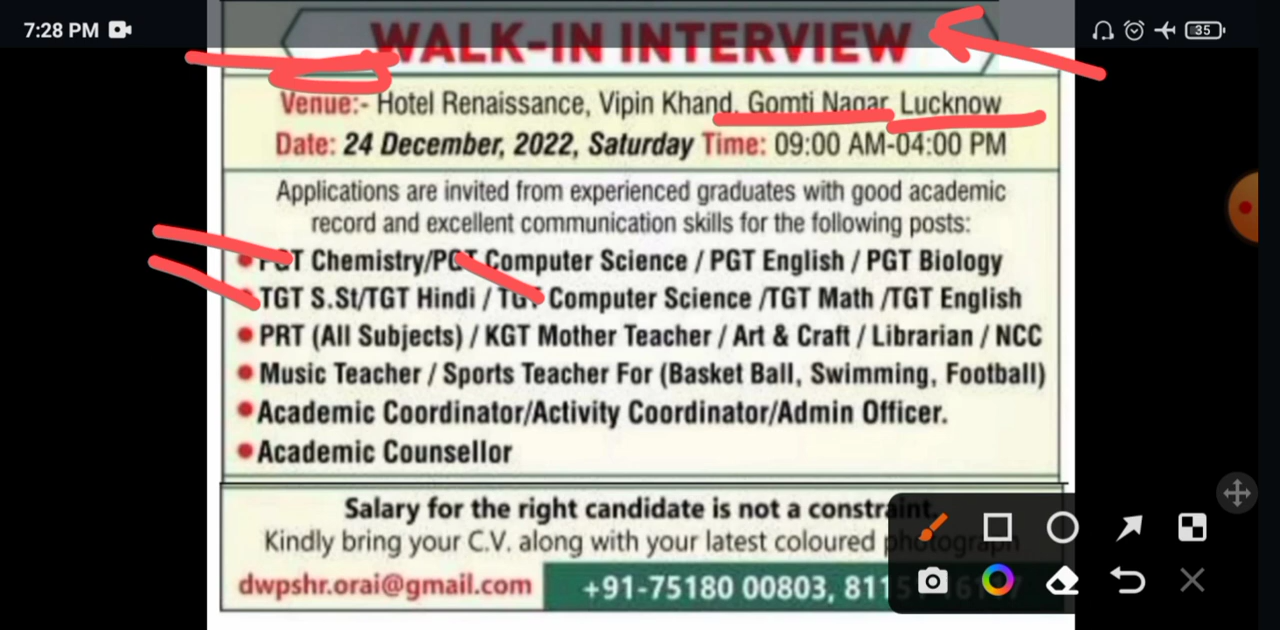 7:28 PM
35
WALK-IN INTERVIEW
Venue:- Hotel Renaissance, Vipin Khand, Gomti Nagar, Lucknow
Date: 24 December, 2022, Saturday Time: 09:00 AM-04:00 PM
Applications are invited from experienced graduates with good academic
record and excellent communication skills for the following posts:
PGT Chemistry/PGT Computer Science / PGT English / PGT Biology
TGT S.St/TGT Hindi / TGT Computer Science /TGT Math /TGT English
PRT (All Subjects) / KGT Mother Teacher / Art & Craft / Librarian / NCC
Music Teacher / Sports Teacher For (Basket Ball, Swimming, Football)
Academic Coordinator/Activity Coordinator/Admin Officer.
Academic Counsellor
Salary for the right candidate is not a constraint.
Kindly bring your C.V. along with your latest coloured photograph
dwpshr.orai@gmail.com +91-75180 00803,